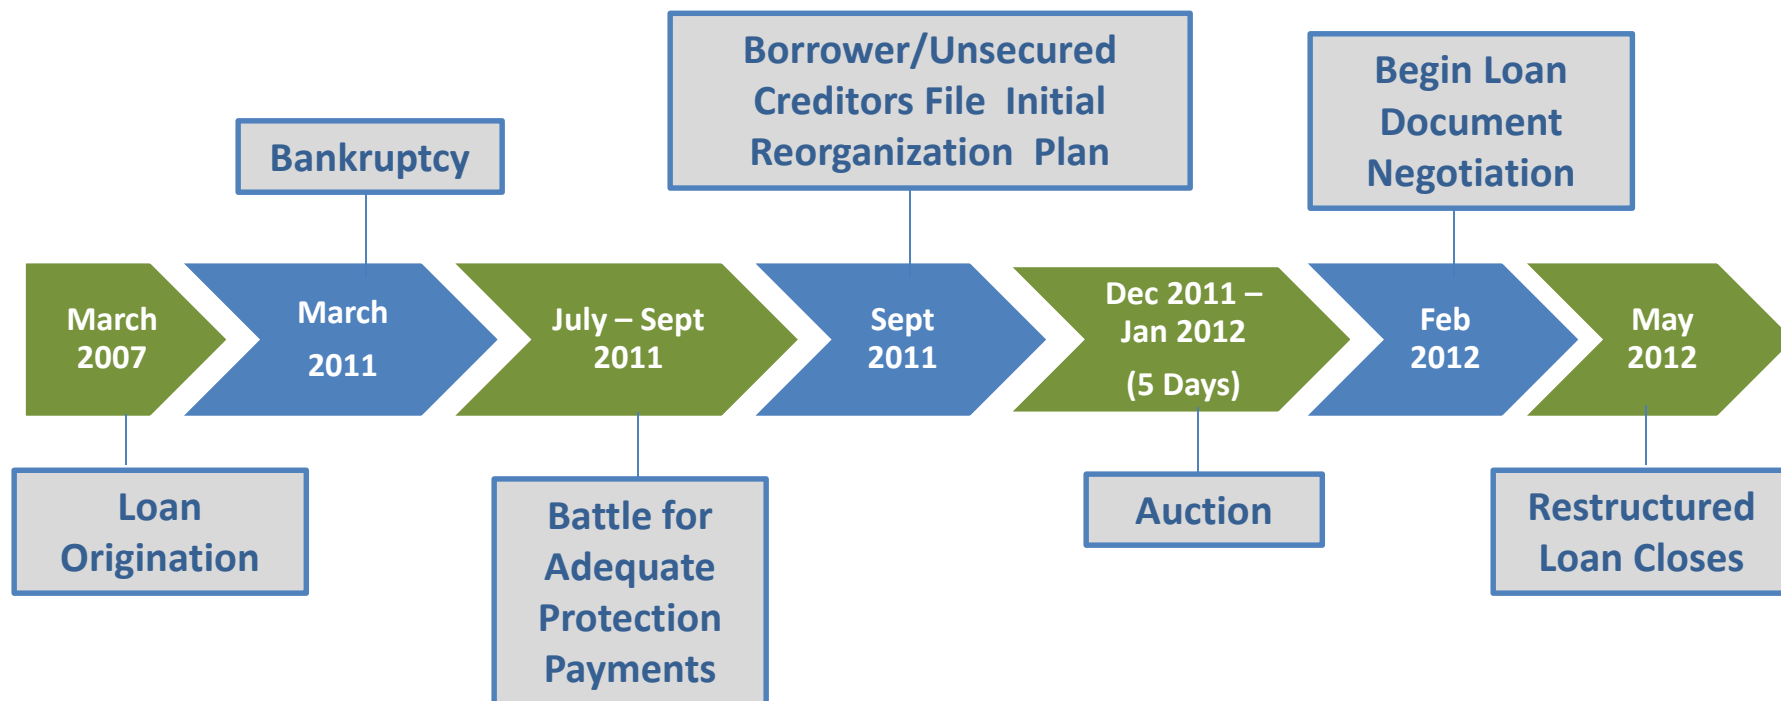 Bankruptcy
Borrower/Unsecured
Creditors File Initial
Reorganization Plan
Begin Loan
Document
Negotiation
March
2007
March
2011
July – Sept
2011
Sept
2011
Dec 2011 –
Jan 2012
(5 Days)
Feb
2012
May
2012
Loan
Origination
Battle for
Adequate
Protection
Payments
Auction
Restructured
Loan Closes